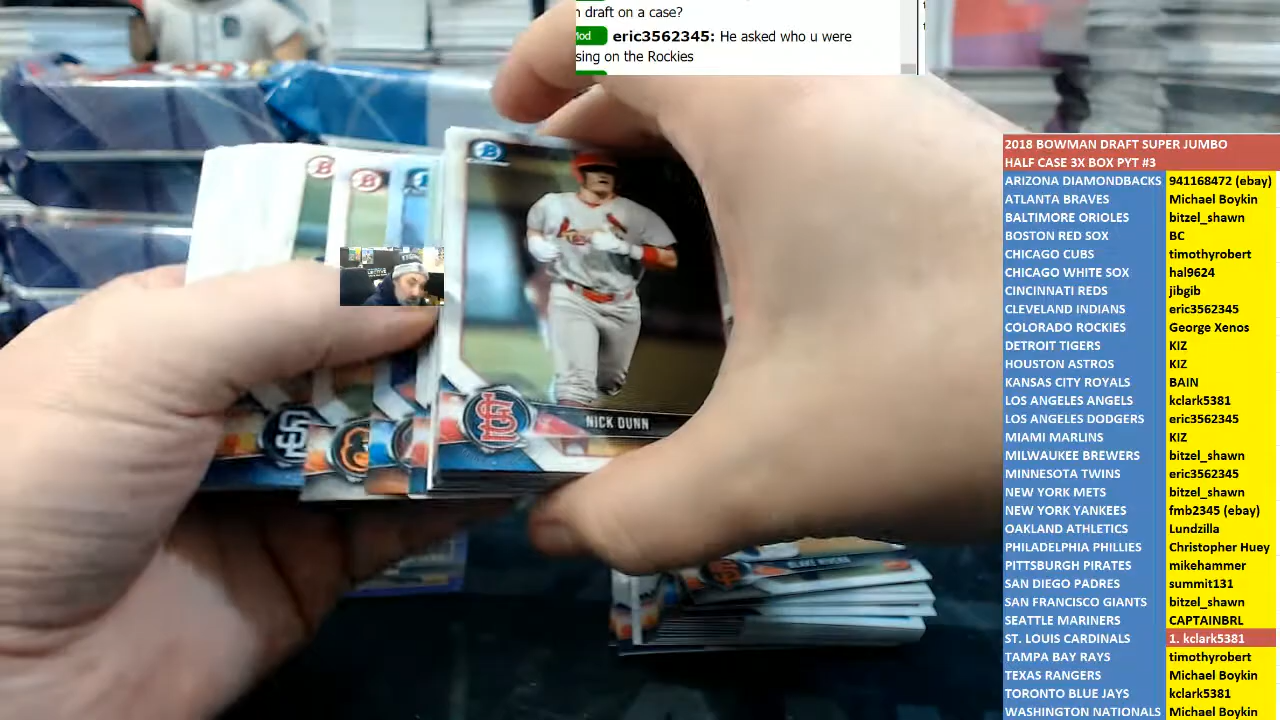 n draft on a case?
Mod eric3562345: He asked who u were
sing on the Rockies
NICK DUNN
2018 BOWMAN DRAFT SUPER JUMBO
HALF CASE 3X BOX PYT #3
ARIZONA DIAMONDBACKS 941168472 (ebay)
ATLANTA BRAVES Michael Boykin
BALTIMORE ORIOLES bitzel_shawn
BOSTON RED SOX BC
CHICAGO CUBS timothyrobert
CHICAGO WHITE SOX hal9624
CINCINNATI REDS jibgib
CLEVELAND INDIANS eric3562345
COLORADO ROCKIES George Xenos
DETROIT TIGERS KIZ
HOUSTON ASTROS KIZ
KANSAS CITY ROYALS BAIN
LOS ANGELES ANGELS kclark5381
LOS ANGELES DODGERS eric3562345
MIAMI MARLINS KIZ
MILWAUKEE BREWERS bitzel_shawn
MINNESOTA TWINS eric3562345
NEW YORK METS bitzel_shawn
NEW YORK YANKEES fmb2345 (ebay)
OAKLAND ATHLETICS Lundzilla
PHILADELPHIA PHILLIES Christopher Huey
PITTSBURGH PIRATES mikehammer
SAN DIEGO PADRES summit131
SAN FRANCISCO GIANTS bitzel_shawn
SEATTLE MARINERS CAPTAINBRL
ST. LOUIS CARDINALS 1. kclark5381
TAMPA BAY RAYS timothyrobert
TEXAS RANGERS Michael Boykin
TORONTO BLUE JAYS kclark5381
WASHINGTON NATIONALS Michael Boykin